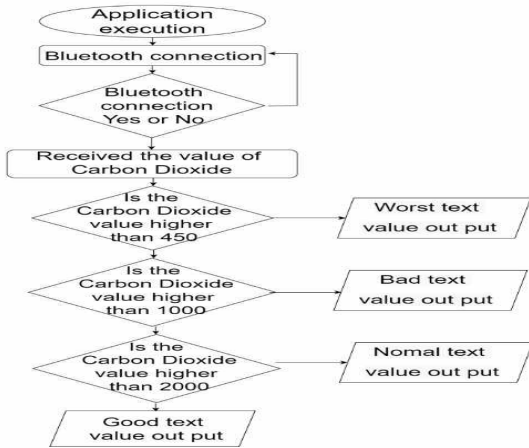 Application
execution
Bluetooth connection
Bluetooth
connection
Yes or No
Received the value of
Carbon Dioxide
Is the
Carbon Dioxide
value higher
than 450
Worst text
value out put
Is the
Carbon Dioxide
value higher
than 1000
Bad text
value out put
Is the
Carbon Dioxide
value higher
than 2000
Nomal text
value out put
Good text
value out put